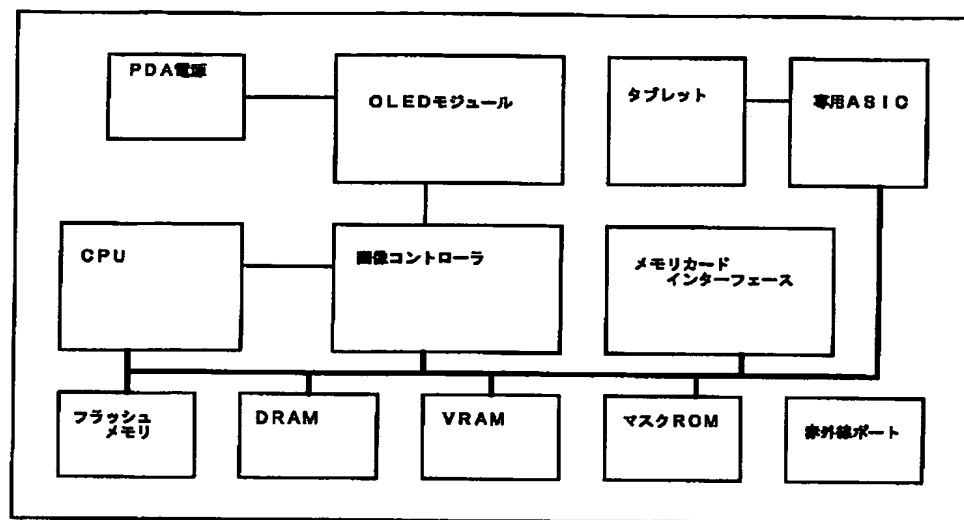 PDA電源
OLEDモジュール
タブレット
専用ASIC
CPU
画像コントローラ
メモリカード
インターフェース
フラッシュ
メモリ
DRAM
VRAM
マスクROM
赤外線ポート